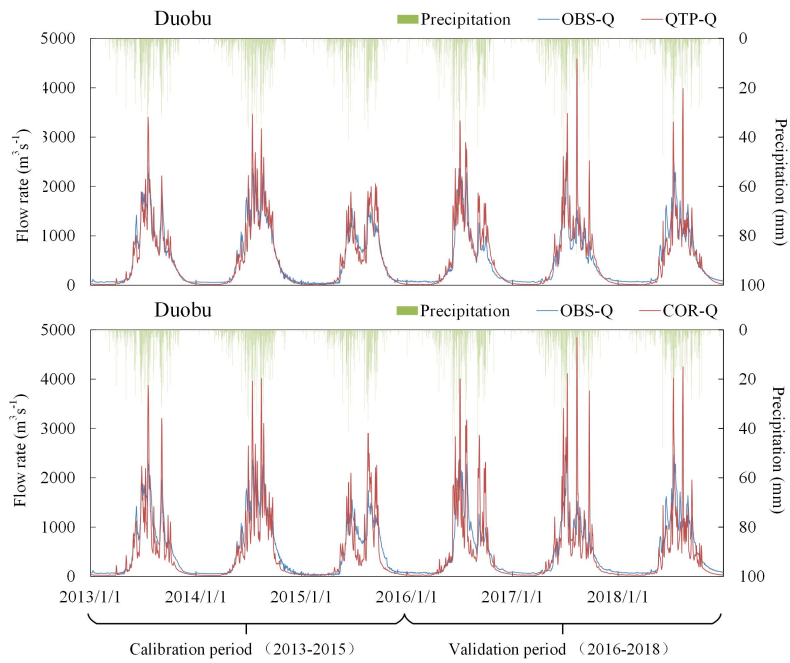 Duobu
Precipitation OBS-Q QTP-Q
5000 0
4000 20
3000 40
2000 60
1000 80
0 100
Flow rate (m³ s⁻¹)
Precipitation (mm)
Duobu
Precipitation OBS-Q COR-Q
5000 0
4000 20
3000 40
2000 60
1000 80
0 100
Flow rate (m³ s⁻¹)
Precipitation (mm)
2013/1/1 2014/1/1 2015/1/1 2016/1/1 2017/1/1 2018/1/1
Calibration period（2013-2015） Validation period（2016-2018）